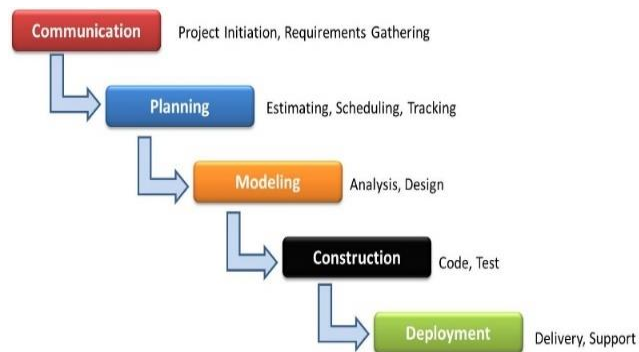 Communication
Project Initiation, Requirements Gathering
Planning
Estimating, Scheduling, Tracking
Modeling
Analysis, Design
Construction
Code, Test
Deployment
Delivery, Support